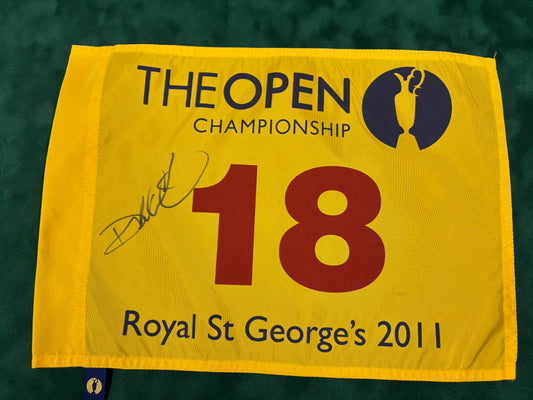 THE OPEN
CHAMPIONSHIP
18
Royal St George's 2011